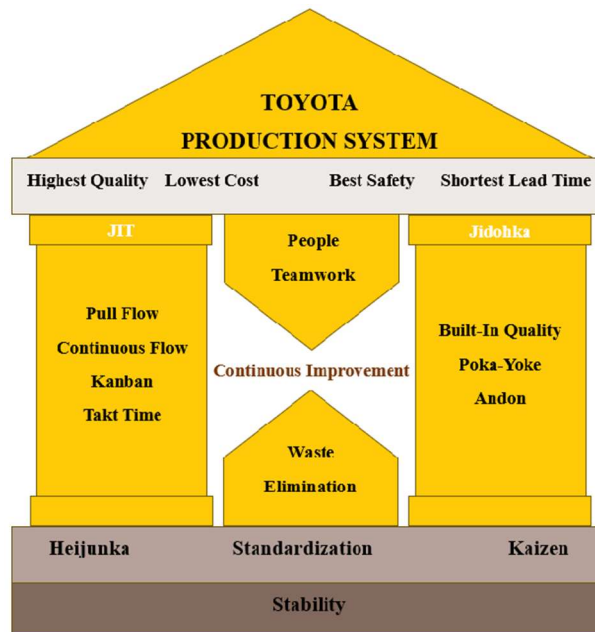 TOYOTA
PRODUCTION SYSTEM
Highest Quality Lowest Cost Best Safety Shortest Lead Time
JIT
Pull Flow
Continuous Flow
Kanban
Takt Time
People
Teamwork
Continuous Improvement
Waste
Elimination
Jidohka
Built-In Quality
Poka-Yoke
Andon
Heijunka Standardization Kaizen
Stability